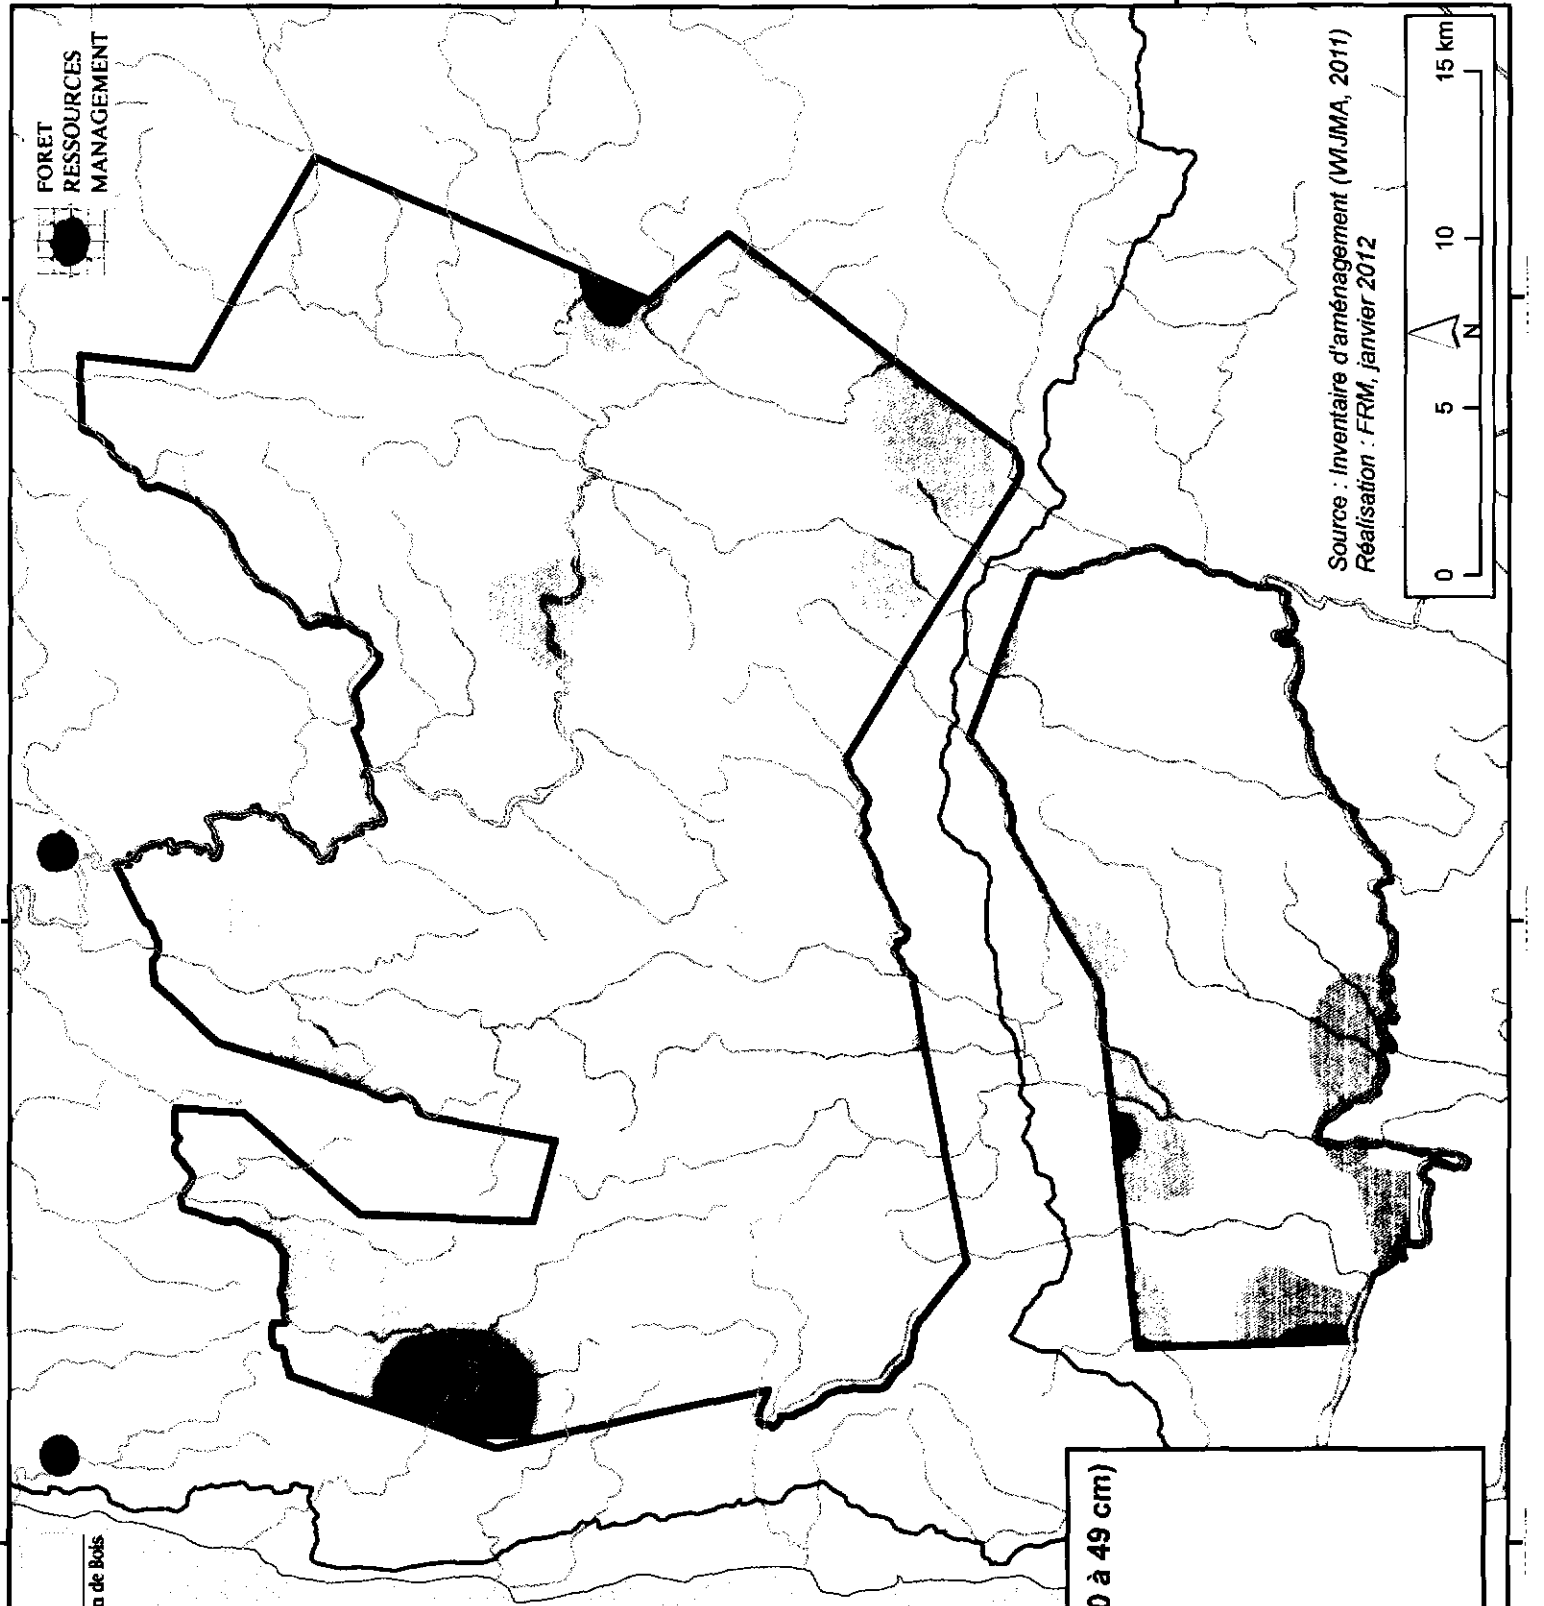 FORET
RESSOURCES
MANAGEMENT
n de Bois
0 à 49 cm)
Source : Inventaire d'aménagement (WIJMA, 2011)
Réalisation : FRM, janvier 2012
0 5 10 15 km
N